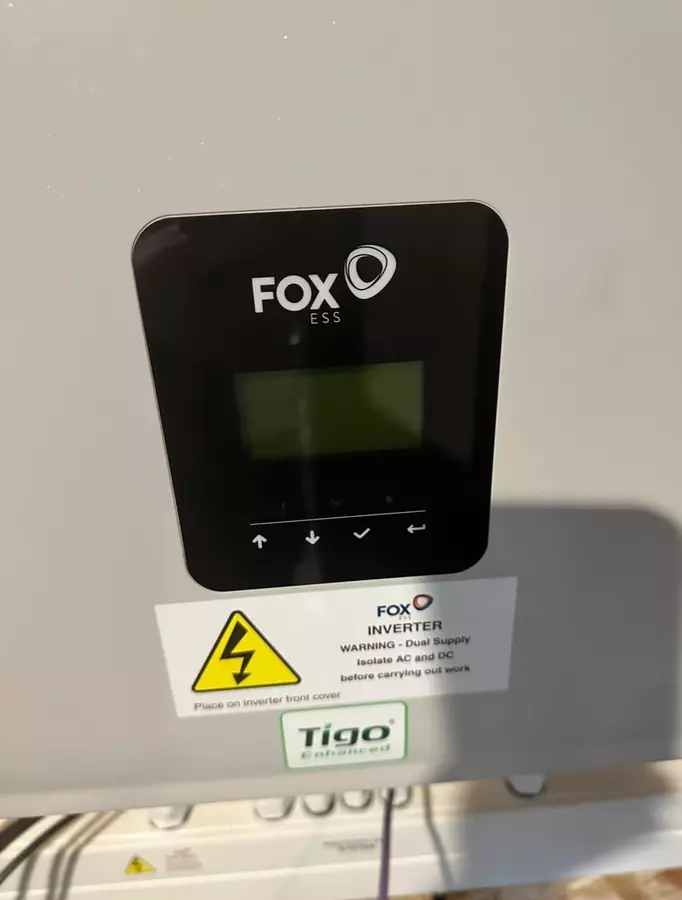 FOX
ESS
FOX
ESS
INVERTER
WARNING - Dual Supply
Isolate AC and DC
before carrying out work
Place on inverter front cover
Tigo®
Enhanced